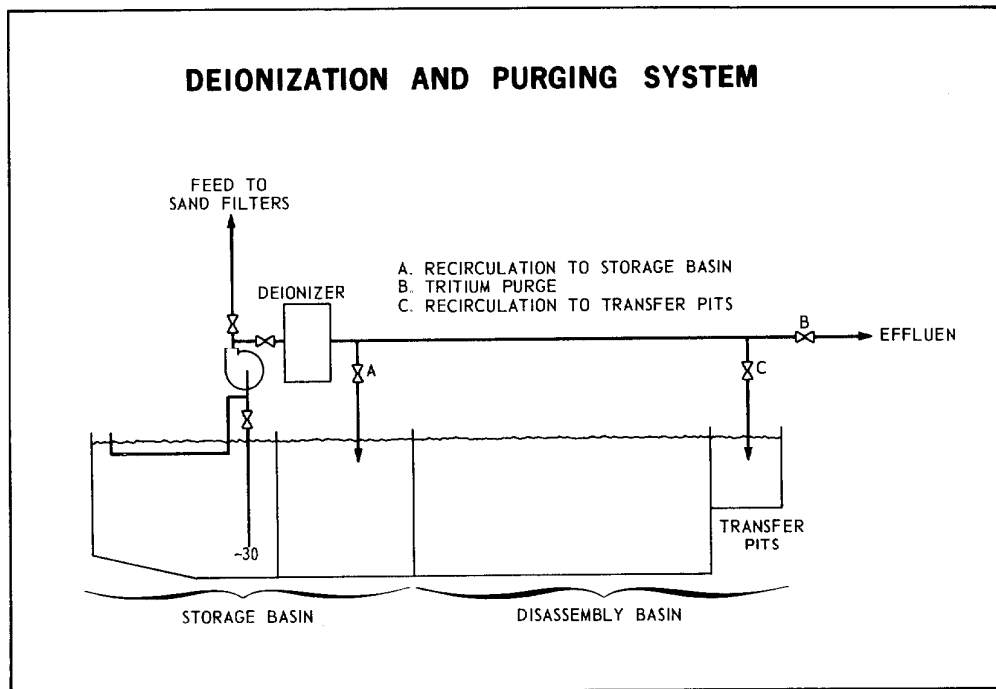 DEIONIZATION AND PURGING SYSTEM
FEED TO
SAND FILTERS
DEIONIZER
A. RECIRCULATION TO STORAGE BASIN
B. TRITIUM PURGE
C. RECIRCULATION TO TRANSFER PITS
B
EFFLUEN
A
C
~30
TRANSFER
PITS
STORAGE BASIN
DISASSEMBLY BASIN